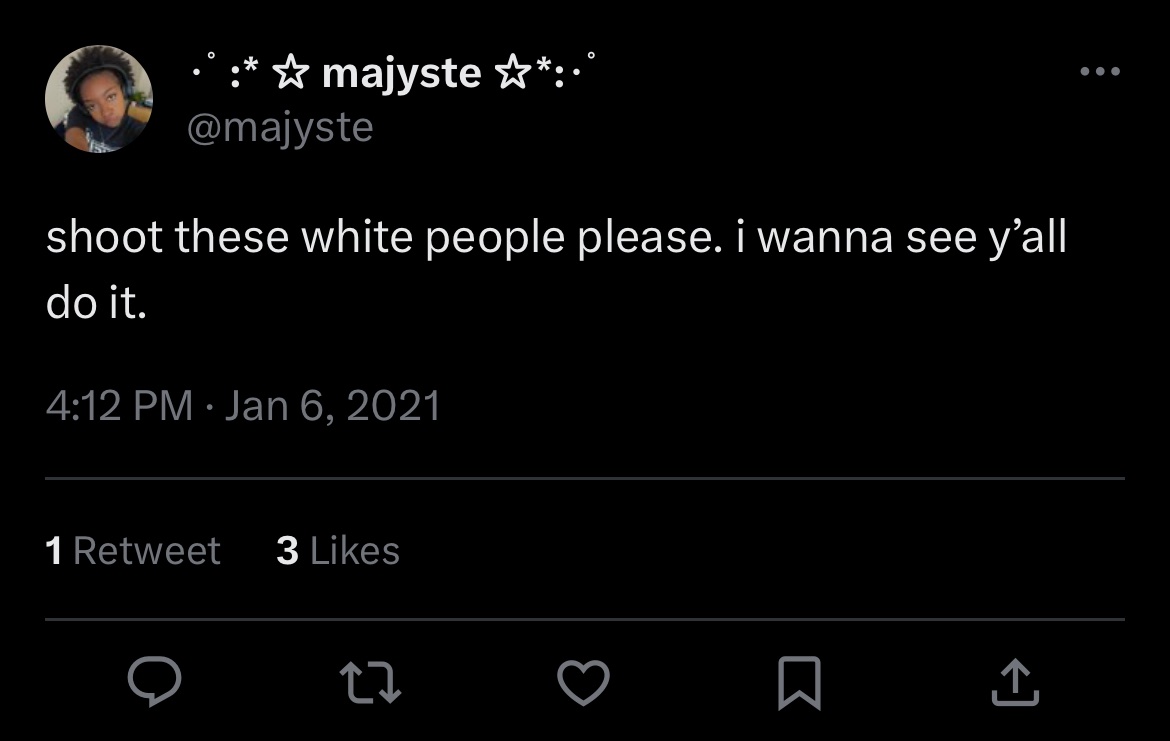 ·˚ :* ☆ majyste ☆*:·˚
@majyste
shoot these white people please. i wanna see y’all
do it.
4:12 PM · Jan 6, 2021
1 Retweet 3 Likes